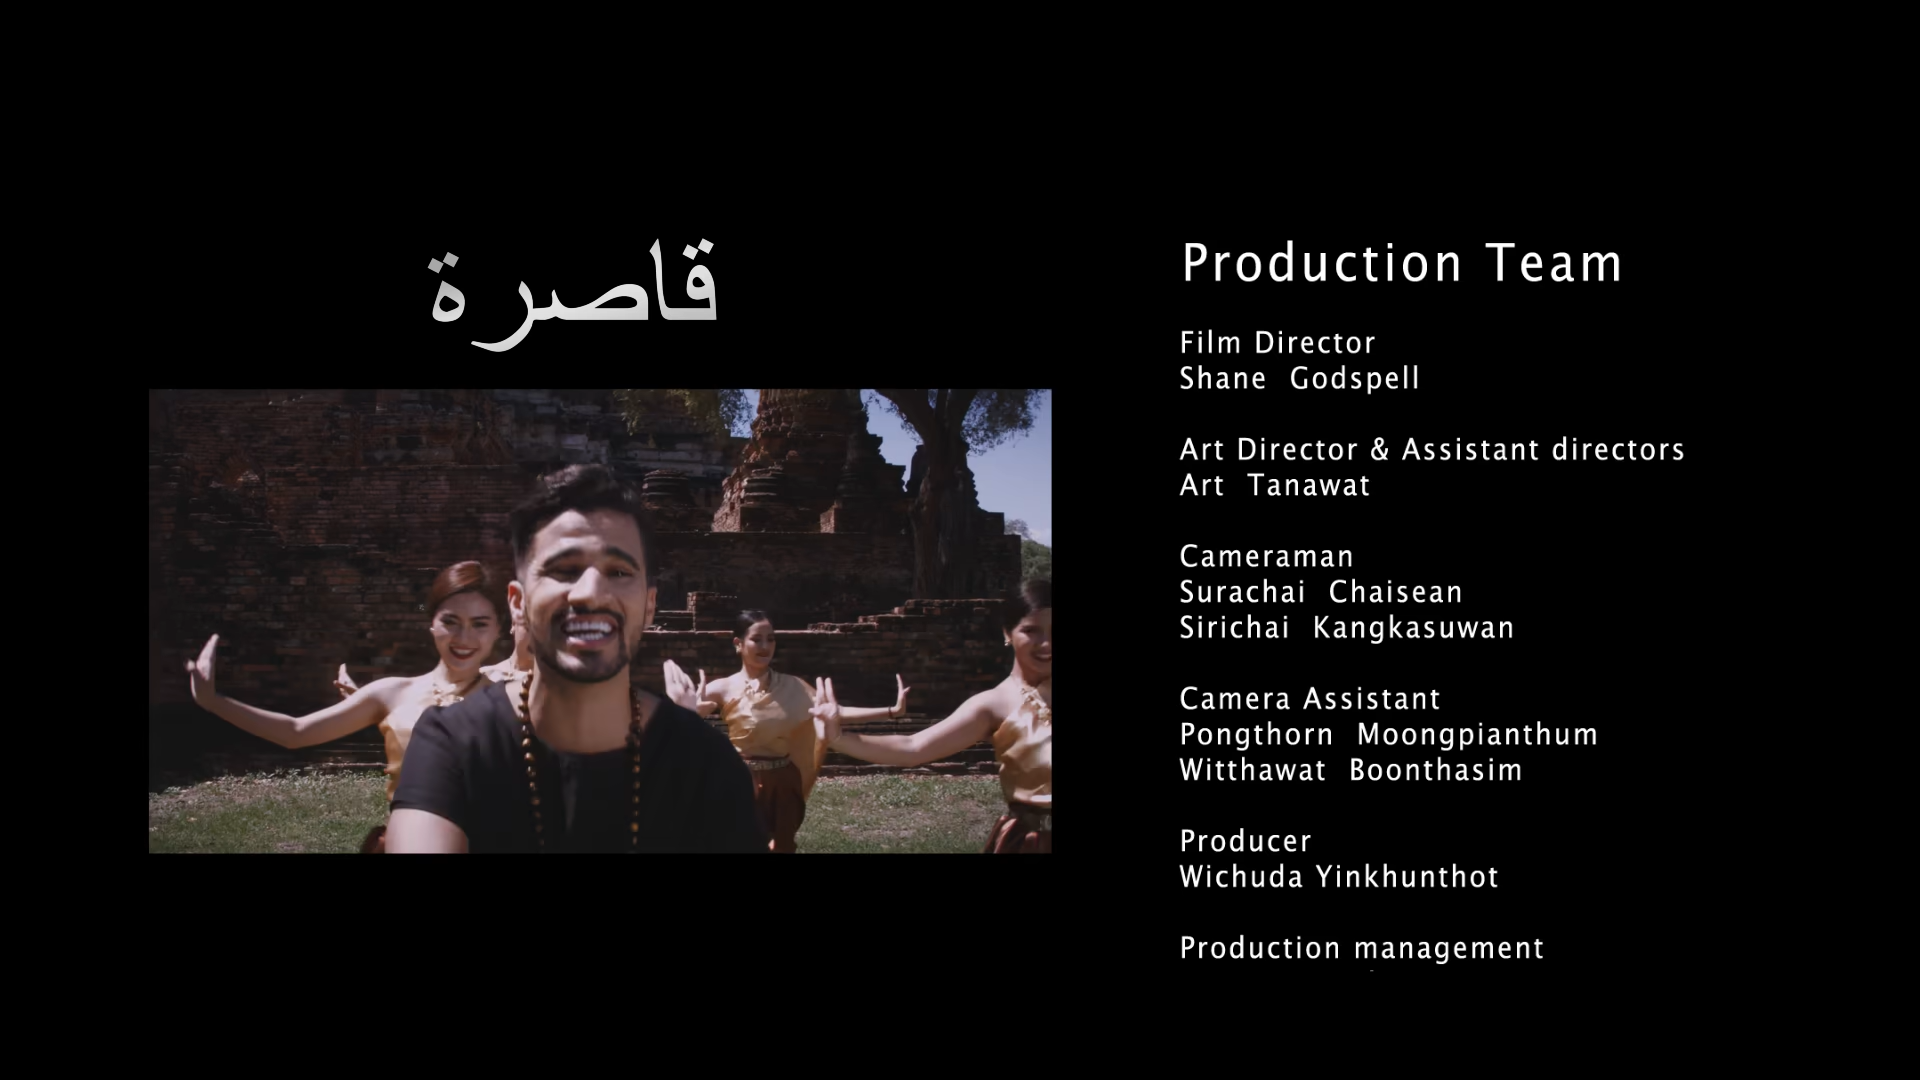 قاصرة
Production Team
Film Director
Shane Godspell
Art Director & Assistant directors
Art Tanawat
Cameraman
Surachai Chaisean
Sirichai Kangkasuwan
Camera Assistant
Pongthorn Moongpianthum
Witthawat Boonthasim
Producer
Wichuda Yinkhunthot
Production management